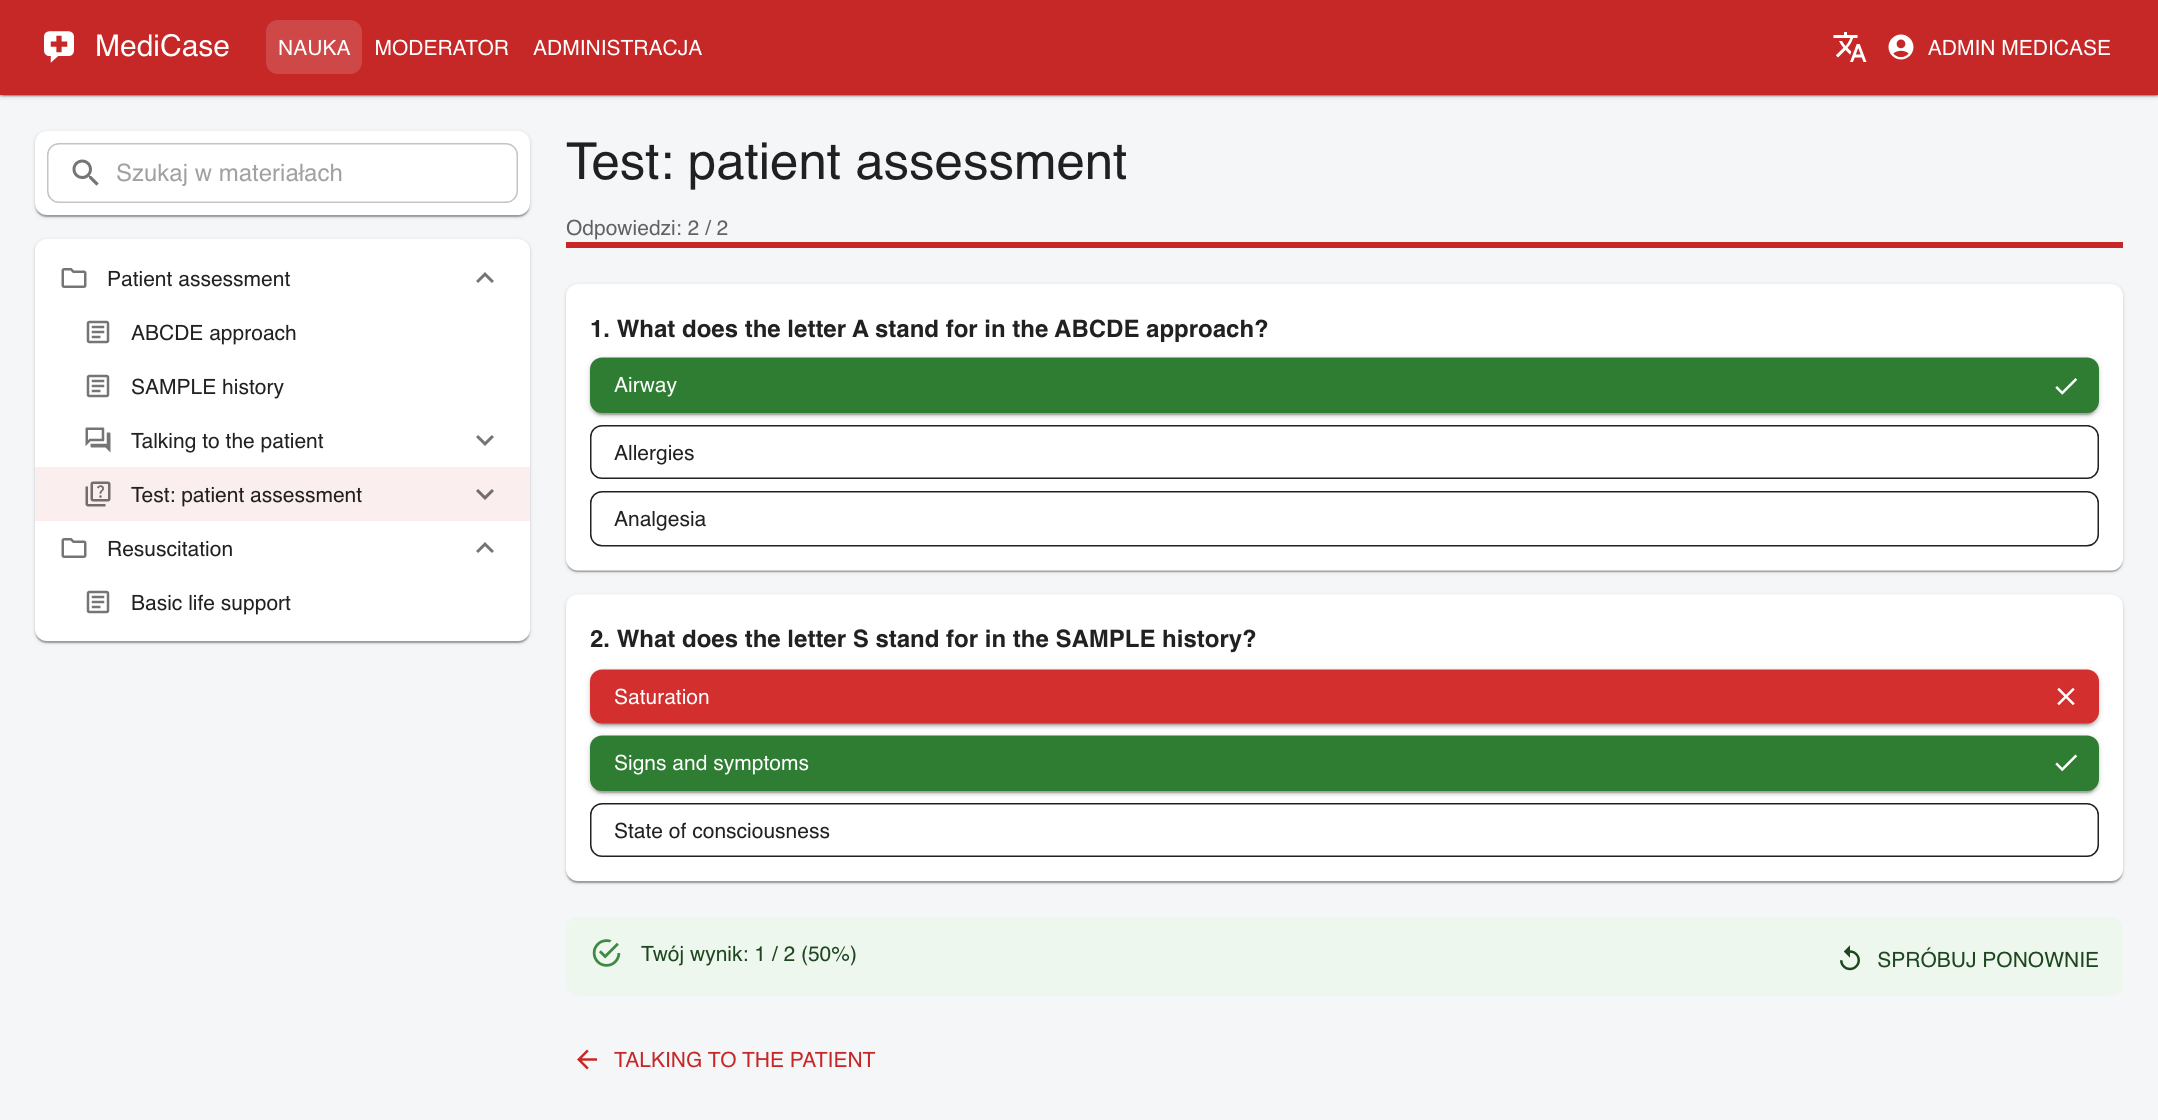 MediCase
NAUKA
MODERATOR
ADMINISTRACJA
ADMIN MEDICASE
Szukaj w materiałach
Patient assessment
ABCDE approach
SAMPLE history
Talking to the patient
Test: patient assessment
Resuscitation
Basic life support
Test: patient assessment
Odpowiedzi: 2 / 2
1. What does the letter A stand for in the ABCDE approach?
Airway
Allergies
Analgesia
2. What does the letter S stand for in the SAMPLE history?
Saturation
Signs and symptoms
State of consciousness
Twój wynik: 1 / 2 (50%)
SPRÓBUJ PONOWNIE
TALKING TO THE PATIENT